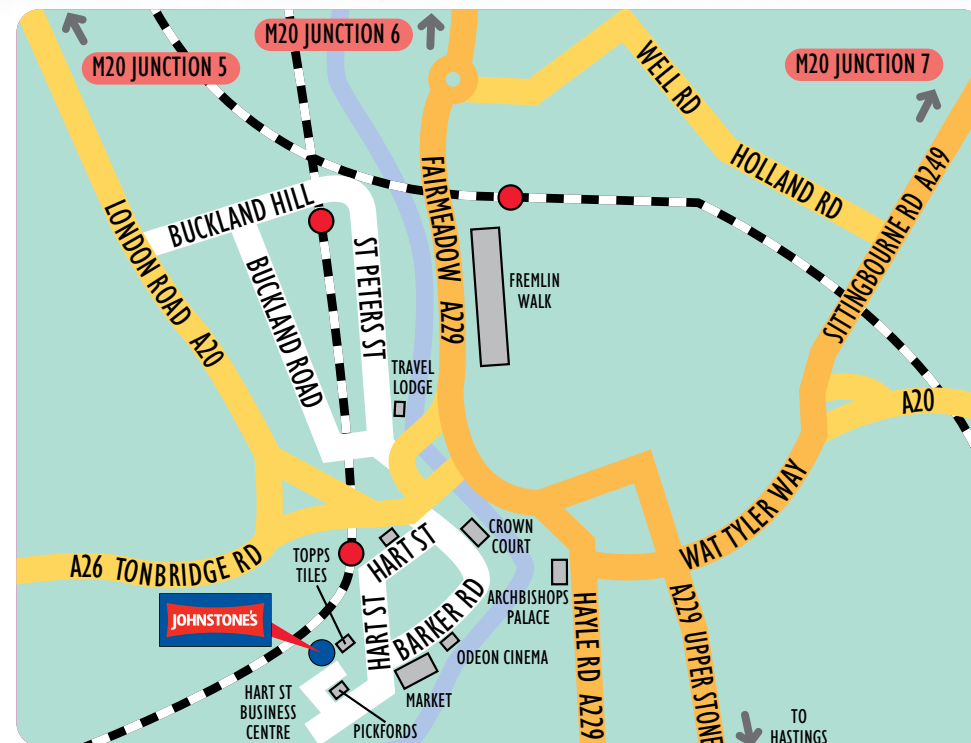 M20 JUNCTION 6
M20 JUNCTION 5
M20 JUNCTION 7
WELL RD
HOLLAND RD
SITTINGBOURNE RD A249
FAIRMEADOW A229
BUCKLAND HILL
LONDON ROAD A20
BUCKLAND ROAD
ST PETERS ST
FREMLIN
WALK
TRAVEL
LODGE
A20
WAT TYLER WAY
CROWN
COURT
HART ST
TOPPS
TILES
A26 TONBRIDGE RD
ARCHBISHOPS
PALACE
JOHNSTONE'S
HART ST
BARKER RD
HAYLE RD A229
A229 UPPER STONE
ODEON CINEMA
MARKET
HART ST
BUSINESS
CENTRE
PICKFORDS
TO
HASTINGS